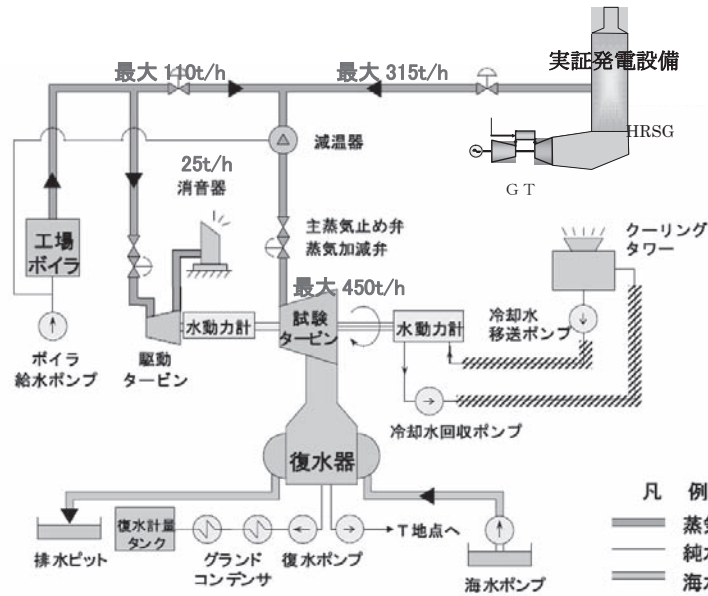 最大 110t/h
最大 315t/h
実証発電設備
HRSG
ＧＴ
減温器
25t/h
消音器
工場
ボイラ
主蒸気止め弁
蒸気加減弁
クーリング
タワー
最大 450t/h
ボイラ
給水ポンプ
駆動
タービン
水動力計
試験
タービン
水動力計
冷却水
移送ポンプ
冷却水回収ポンプ
復水器
排水ピット
復水計量
タンク
グランド
コンデンサ
復水ポンプ
T地点へ
海水ポンプ
凡 例
蒸気
純水
海水